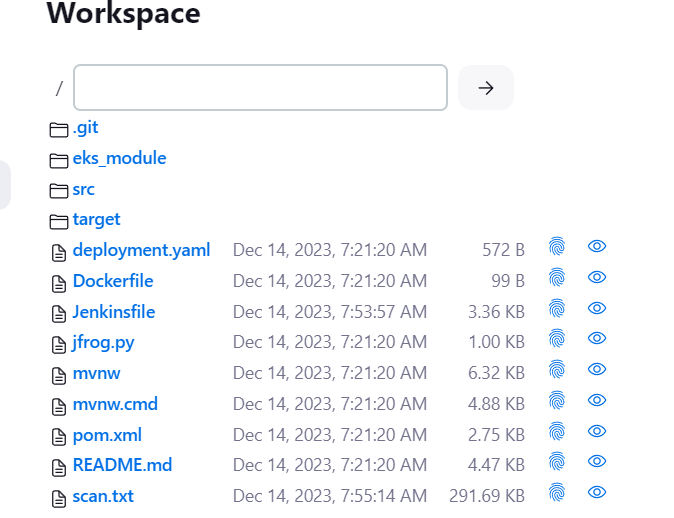 Workspace
/
.git
eks_module
src
target
deployment.yaml Dec 14, 2023, 7:21:20 AM 572 B
Dockerfile Dec 14, 2023, 7:21:20 AM 99 B
Jenkinsfile Dec 14, 2023, 7:53:57 AM 3.36 KB
jfrog.py Dec 14, 2023, 7:21:20 AM 1.00 KB
mvnw Dec 14, 2023, 7:21:20 AM 6.32 KB
mvnw.cmd Dec 14, 2023, 7:21:20 AM 4.88 KB
pom.xml Dec 14, 2023, 7:21:20 AM 2.75 KB
README.md Dec 14, 2023, 7:21:20 AM 4.47 KB
scan.txt Dec 14, 2023, 7:55:14 AM 291.69 KB